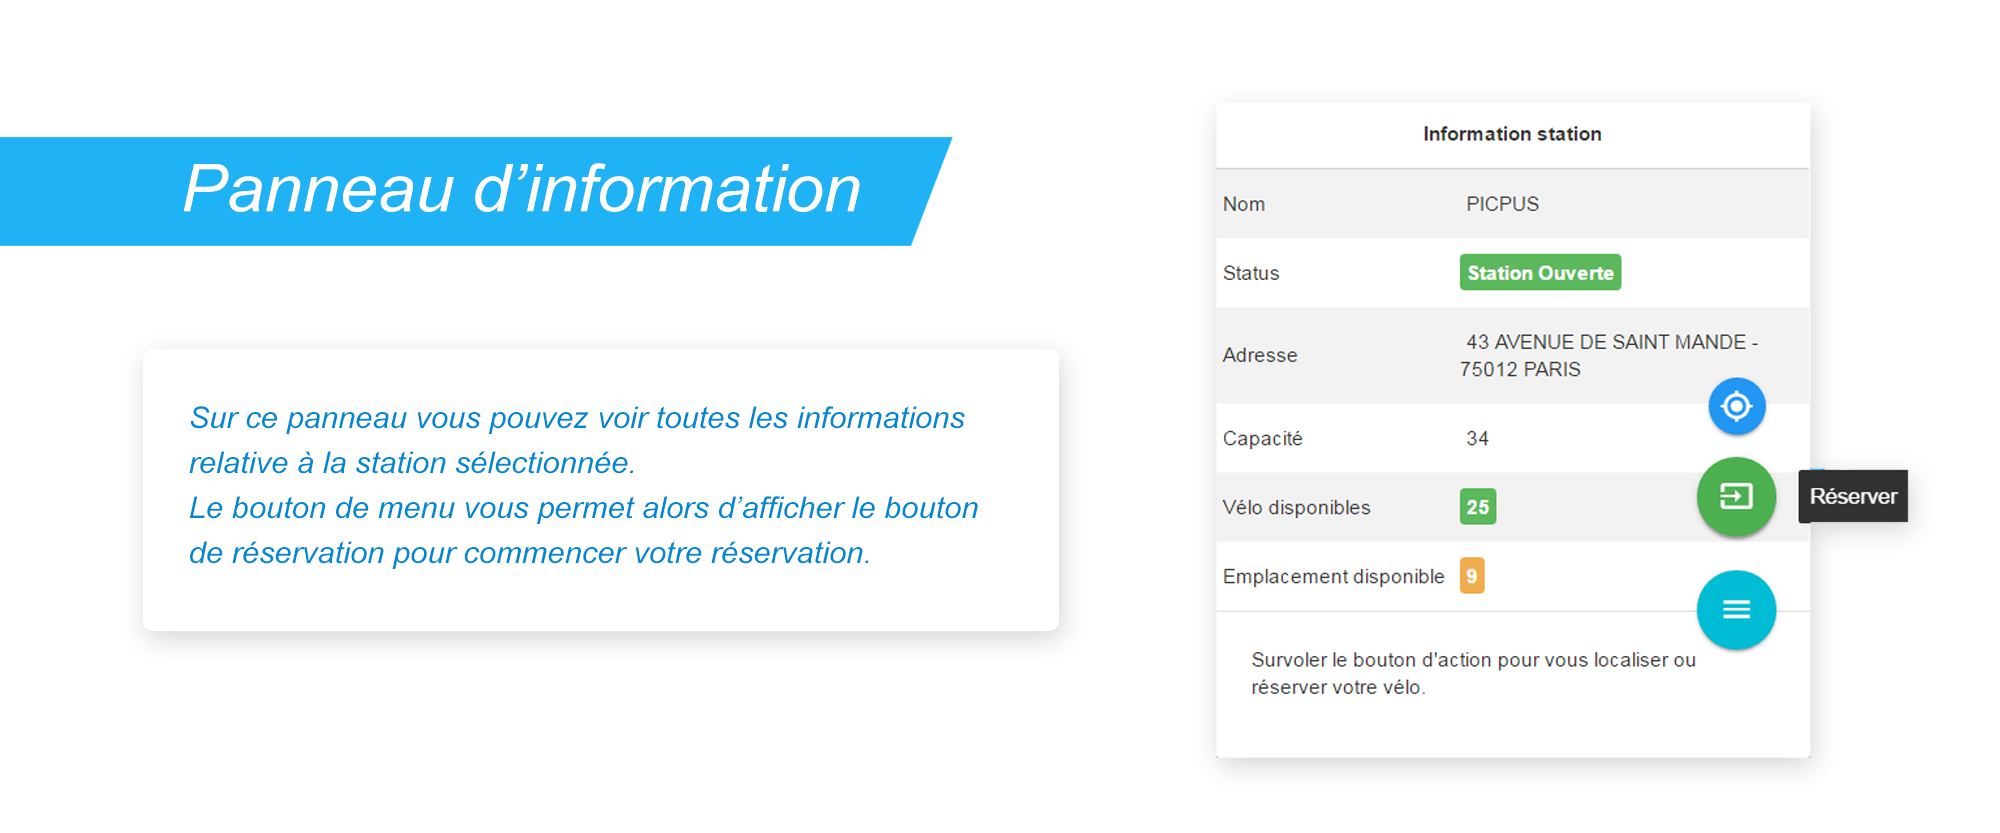 Panneau d’information
Sur ce panneau vous pouvez voir toutes les informations
relative à la station sélectionnée.
Le bouton de menu vous permet alors d’afficher le bouton
de réservation pour commencer votre réservation.
Information station
Nom PICPUS
Status Station Ouverte
Adresse 43 AVENUE DE SAINT MANDE -
75012 PARIS
Capacité 34
Vélo disponibles 25
Réserver
Emplacement disponible 9
Survoler le bouton d'action pour vous localiser ou
réserver votre vélo.